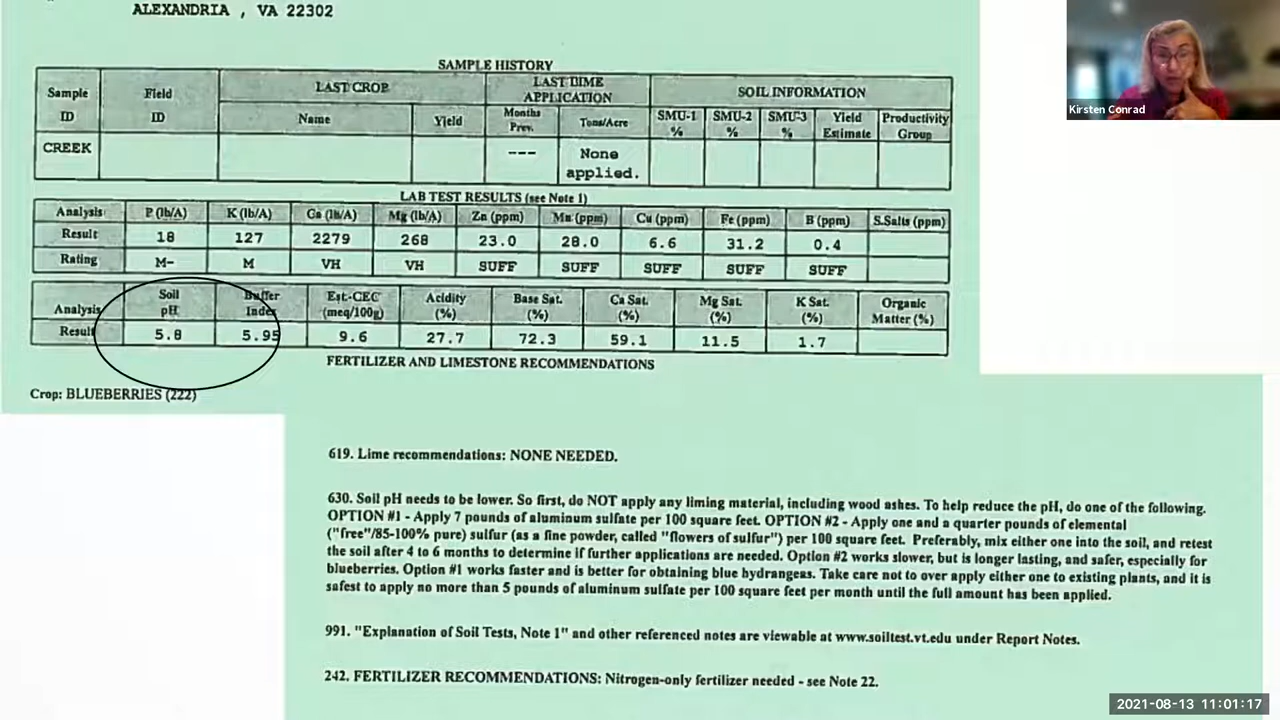 ALEXANDRIA , VA 22302
SAMPLE HISTORY
Sample ID
Field ID
LAST CROP
LAST LIME APPLICATION
SOIL INFORMATION
Name
Yield
Months Prev.
Tons/Acre
SMU-1 %
SMU-2 %
SMU-3 %
Yield Estimate
Productivity Group
CREEK
---
None applied.
LAB TEST RESULTS (see Note 1)
Analysis P (lb/A) K (lb/A) Ca (lb/A) Mg (lb/A) Zn (ppm) Mn (ppm) Cu (ppm) Fe (ppm) B (ppm) S.Salts (ppm)
Result 18 127 2279 268 23.0 28.0 6.6 31.2 0.4
Rating M- M VH VH SUFF SUFF SUFF SUFF SUFF
Analysis Soil pH Buffer Index Est.-CEC (meq/100g) Acidity (%) Base Sat. (%) Ca Sat. (%) Mg Sat. (%) K Sat. (%) Organic Matter (%)
Result 5.8 5.95 9.6 27.7 72.3 59.1 11.5 1.7
FERTILIZER AND LIMESTONE RECOMMENDATIONS
Crop: BLUEBERRIES (222)
619. Lime recommendations: NONE NEEDED.
630. Soil pH needs to be lower. So first, do NOT apply any liming material, including wood ashes. To help reduce the pH, do one of the following.
OPTION #1 - Apply 7 pounds of aluminum sulfate per 100 square feet. OPTION #2 - Apply one and a quarter pounds of elemental
("free"/85-100% pure) sulfur (as a fine powder, called "flowers of sulfur") per 100 square feet. Preferably, mix either one into the soil, and retest
the soil after 4 to 6 months to determine if further applications are needed. Option #2 works slower, but is longer lasting, and safer, especially for
blueberries. Option #1 works faster and is better for obtaining blue hydrangeas. Take care not to over apply either one to existing plants, and it is
safest to apply no more than 5 pounds of aluminum sulfate per 100 square feet per month until the full amount has been applied.
991. "Explanation of Soil Tests, Note 1" and other referenced notes are viewable at www.soiltest.vt.edu under Report Notes.
242. FERTILIZER RECOMMENDATIONS: Nitrogen-only fertilizer needed - see Note 22.
Kirsten Conrad
2021-08-13 11:01:17